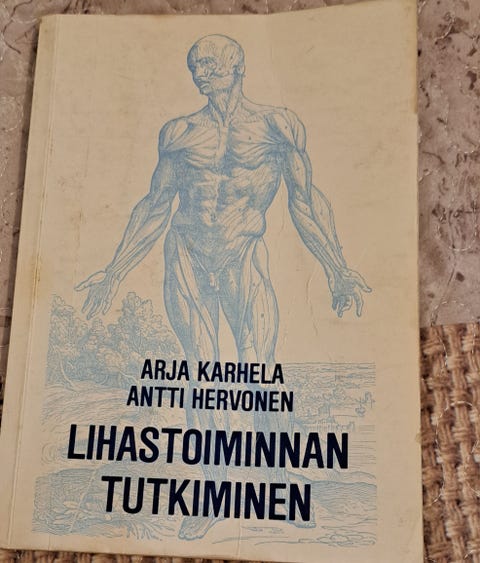 ARJA KARHELA
ANTTI HERVONEN
LIHASTOIMINNAN
TUTKIMINEN